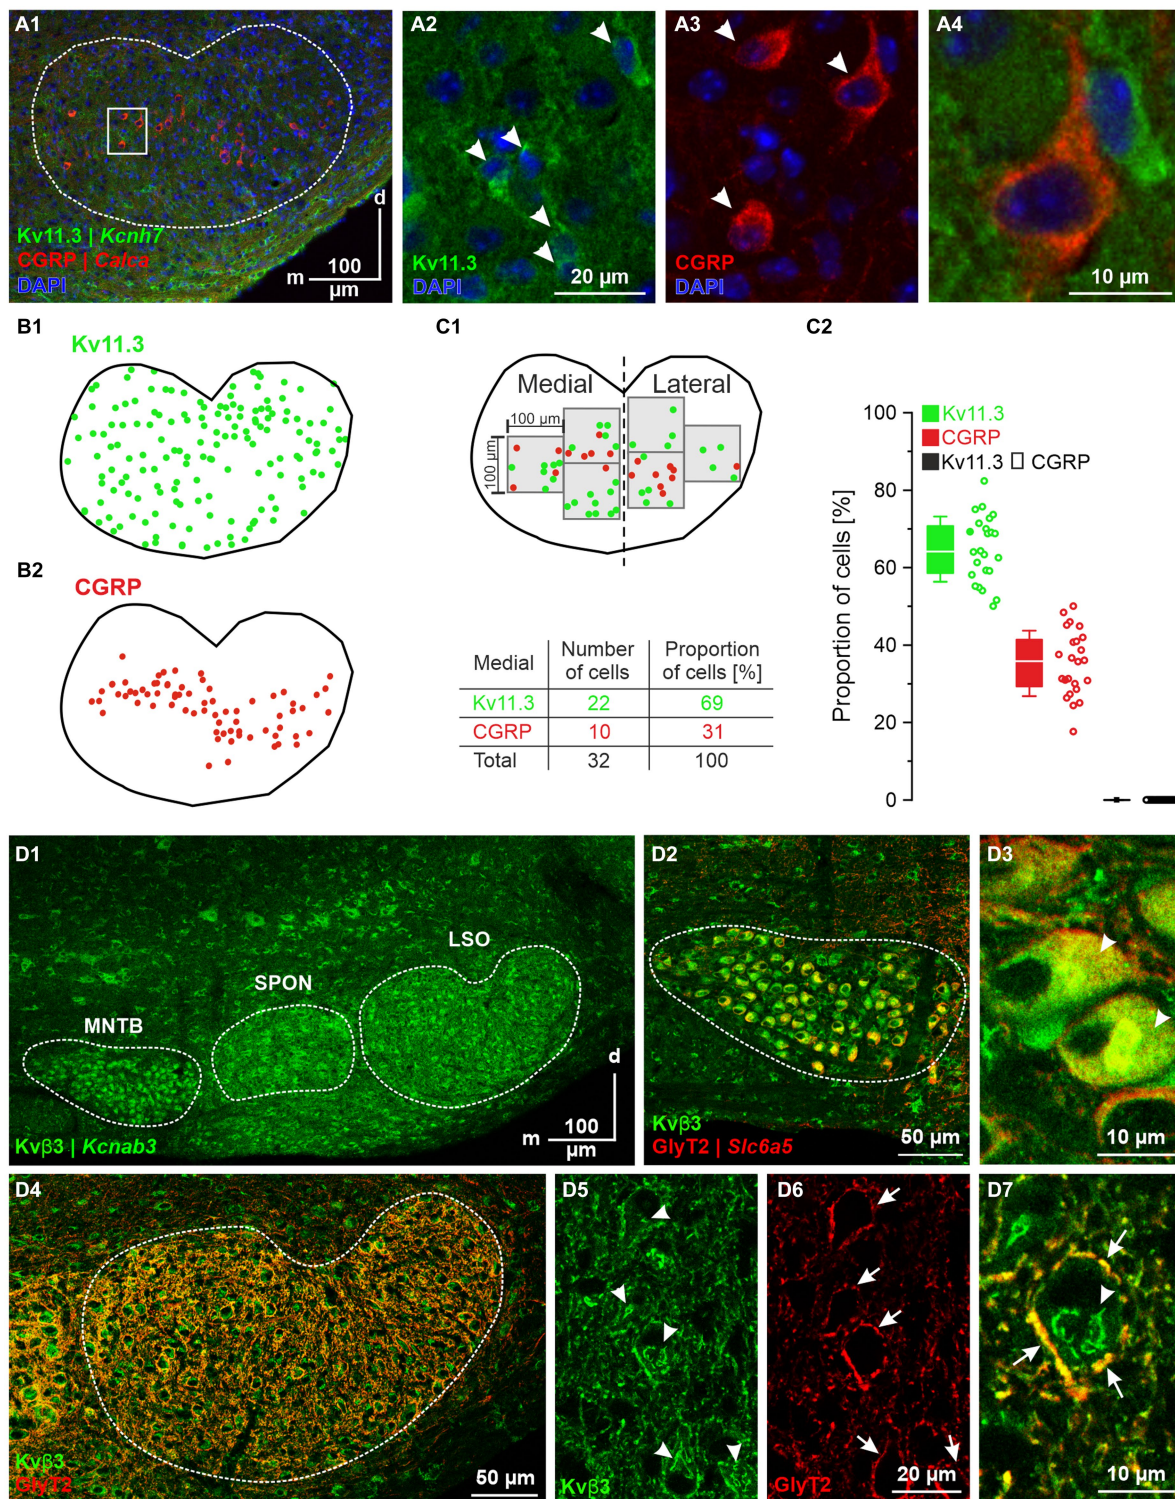 A1
Kv11.3 | Kcnh7
CGRP | Calca
DAPI
d
m
100
µm
A2
Kv11.3
DAPI
20 µm
A3
CGRP
DAPI
A4
10 µm
B1
Kv11.3
B2
CGRP
C1
Medial
Lateral
100 µm
100 µm
Medial
Number of cells
Proportion of cells [%]
Kv11.3 22 69
CGRP 10 31
Total 32 100
C2
Proportion of cells [%]
100
80
60
40
20
0
Kv11.3
CGRP
Kv11.3 CGRP
D1
MNTB
SPON
LSO
Kvβ3 | Kcnab3
d
m
100
µm
D2
Kvβ3
GlyT2 | Slc6a5
50 µm
D3
10 µm
D4
Kvβ3
GlyT2
50 µm
D5
Kvβ3
D6
GlyT2
20 µm
D7
10 µm